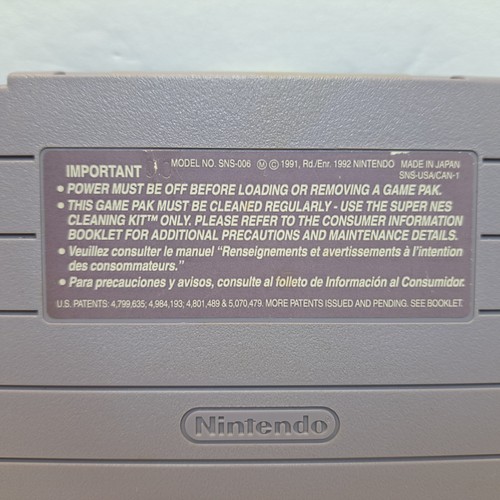 IMPORTANT MODEL NO. SNS-006 Ⓜ © 1991, Rd./Enr. 1992 NINTENDO MADE IN JAPAN
SNS-USA/CAN-1
• POWER MUST BE OFF BEFORE LOADING OR REMOVING A GAME PAK.
• THIS GAME PAK MUST BE CLEANED REGULARLY - USE THE SUPER NES
CLEANING KIT™ ONLY. PLEASE REFER TO THE CONSUMER INFORMATION
BOOKLET FOR ADDITIONAL PRECAUTIONS AND MAINTENANCE DETAILS.
• Veuillez consulter le manuel “Renseignements et avertissements à l'intention
des consommateurs.”
• Para precauciones y avisos, consulte al folleto de Información al Consumidor.
U.S. PATENTS: 4,799,635; 4,984,193; 4,801,489 & 5,070,479. MORE PATENTS ISSUED AND PENDING. SEE BOOKLET.
Nintendo